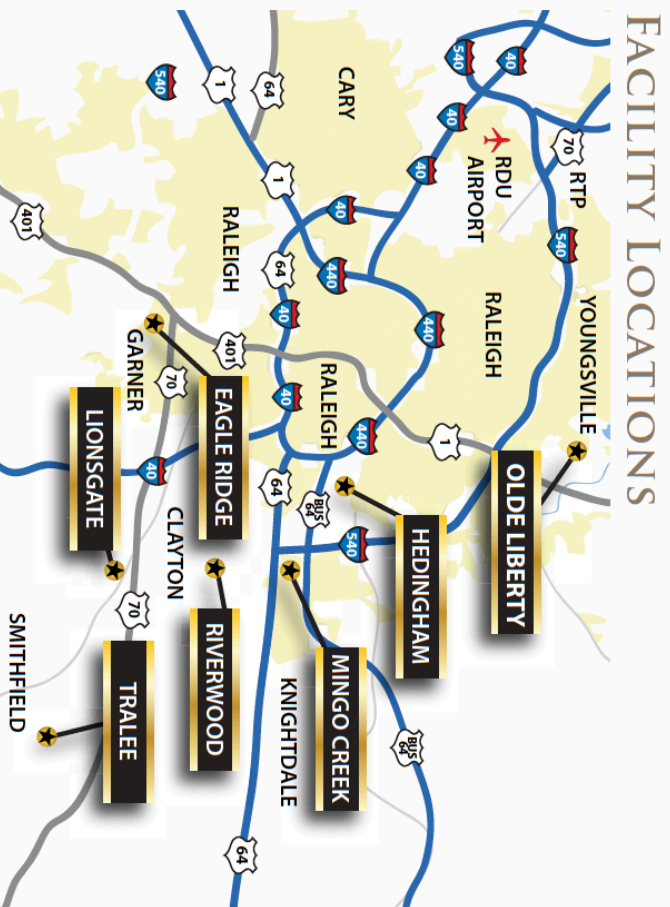 FACILITY LOCATIONS
YOUNGSVILLE
RTP
70
540
40
OLDE LIBERTY
RDU
AIRPORT
RALEIGH
540
40
1
440
40
HEDINGHAM
BUS
64
440
540
CARY
40
MINGO CREEK
440
RALEIGH
BUS
64
KNIGHTDALE
40
40
64
1
64
64
64
RALEIGH
401
EAGLE RIDGE
1
RIVERWOOD
CLAYTON
70
540
40
GARNER
70
TRALEE
LIONSGATE
401
SMITHFIELD